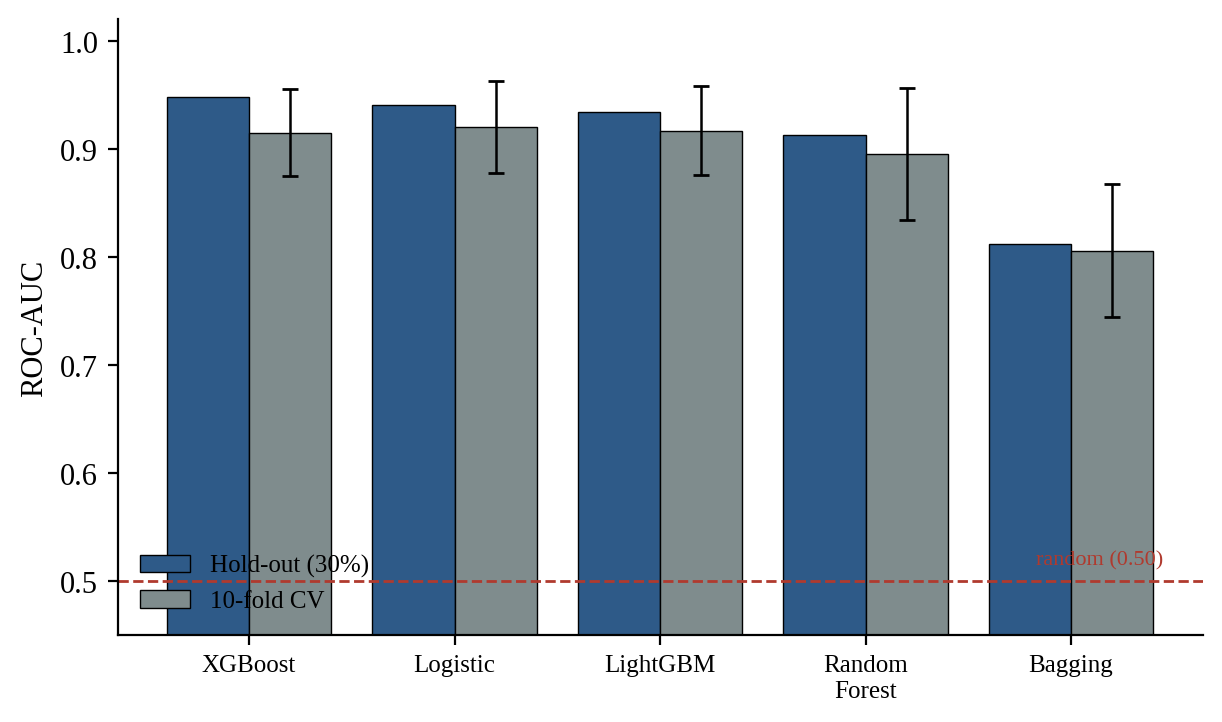 1.0
0.9
0.8
0.7
0.6
0.5
ROC-AUC
Hold-out (30%)
10-fold CV
random (0.50)
XGBoost
Logistic
LightGBM
Random
Forest
Bagging